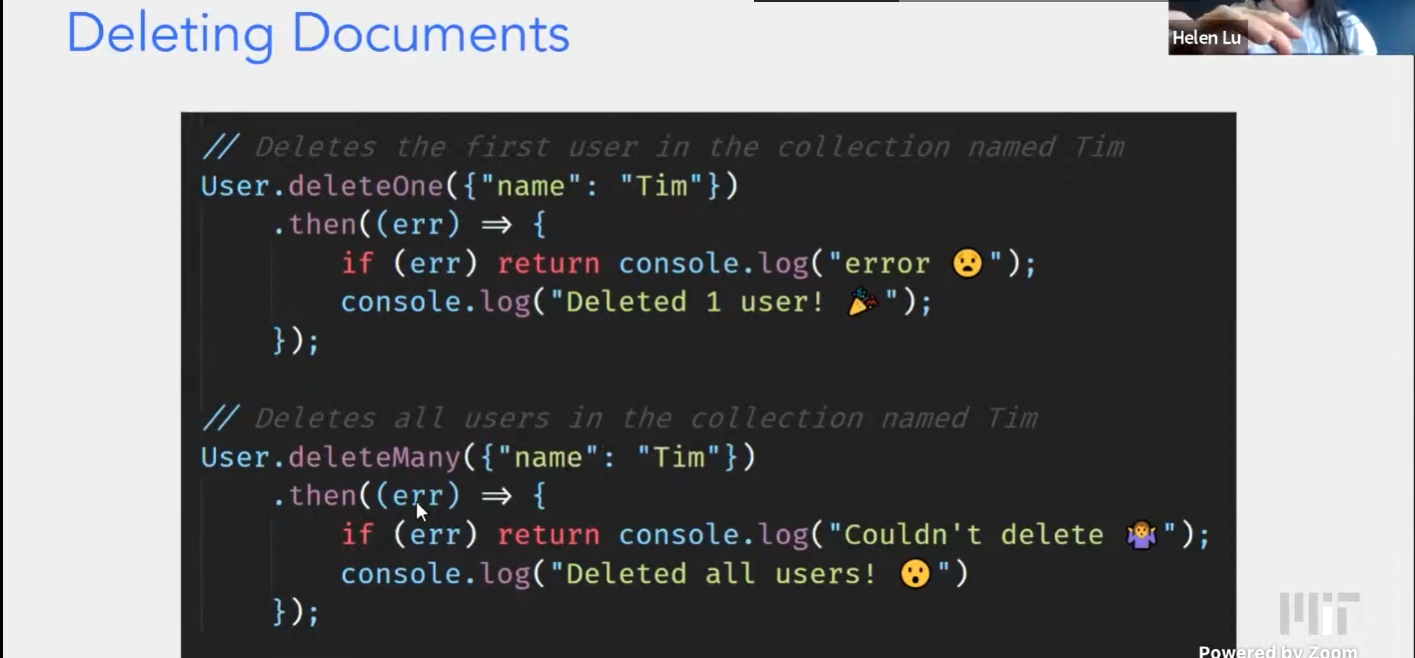 Deleting Documents
Helen Lu
// Deletes the first user in the collection named Tim
User.deleteOne({"name": "Tim"})
.then((err) ⇒ {
if (err) return console.log("error 😧");
console.log("Deleted 1 user! 🎉");
});
// Deletes all users in the collection named Tim
User.deleteMany({"name": "Tim"})
.then((err) ⇒ {
if (err) return console.log("Couldn't delete 🤷");
console.log("Deleted all users! 😮")
});
MIT
Powered by Zoom